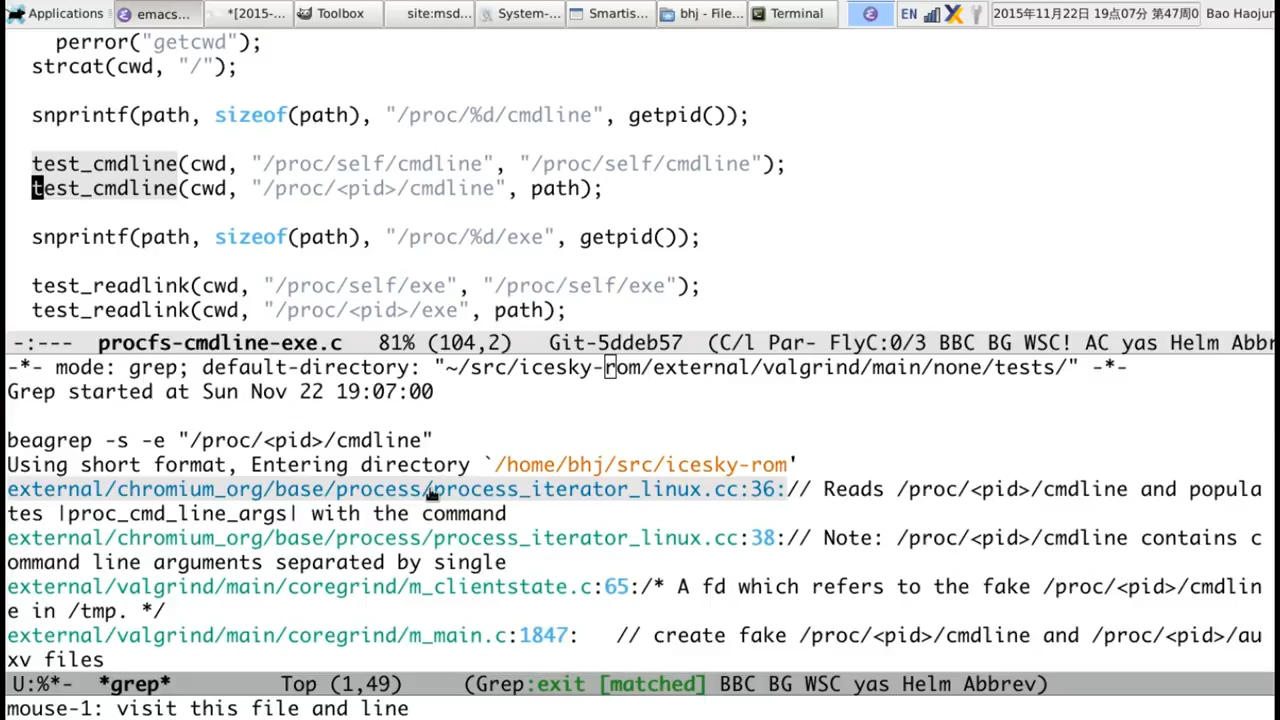 Applications emacs... *[2015-... Toolbox site:msd... System-... Smartis... bhj - File... Terminal EN 2015年11月22日 19点07分 第47周0 Bao Haojun
perror("getcwd");
strcat(cwd, "/");
snprintf(path, sizeof(path), "/proc/%d/cmdline", getpid());
test_cmdline(cwd, "/proc/self/cmdline", "/proc/self/cmdline");
test_cmdline(cwd, "/proc/<pid>/cmdline", path);
snprintf(path, sizeof(path), "/proc/%d/exe", getpid());
test_readlink(cwd, "/proc/self/exe", "/proc/self/exe");
test_readlink(cwd, "/proc/<pid>/exe", path);
-:--- procfs-cmdline-exe.c 81% (104,2) Git-5ddeb57 (C/l Par- FlyC:0/3 BBC BG WSC! AC yas Helm Abbr
-*- mode: grep; default-directory: "~/src/icesky-rom/external/valgrind/main/none/tests/" -*-
Grep started at Sun Nov 22 19:07:00
beagrep -s -e "/proc/<pid>/cmdline"
Using short format, Entering directory `/home/bhj/src/icesky-rom'
external/chromium_org/base/process/process_iterator_linux.cc:36:// Reads /proc/<pid>/cmdline and popula
tes |proc_cmd_line_args| with the command
external/chromium_org/base/process/process_iterator_linux.cc:38:// Note: /proc/<pid>/cmdline contains c
ommand line arguments separated by single
external/valgrind/main/coregrind/m_clientstate.c:65:/* A fd which refers to the fake /proc/<pid>/cmdlin
e in /tmp. */
external/valgrind/main/coregrind/m_main.c:1847: // create fake /proc/<pid>/cmdline and /proc/<pid>/au
xv files
U:%*- *grep* Top (1,49) (Grep:exit [matched] BBC BG WSC yas Helm Abbrev)
mouse-1: visit this file and line